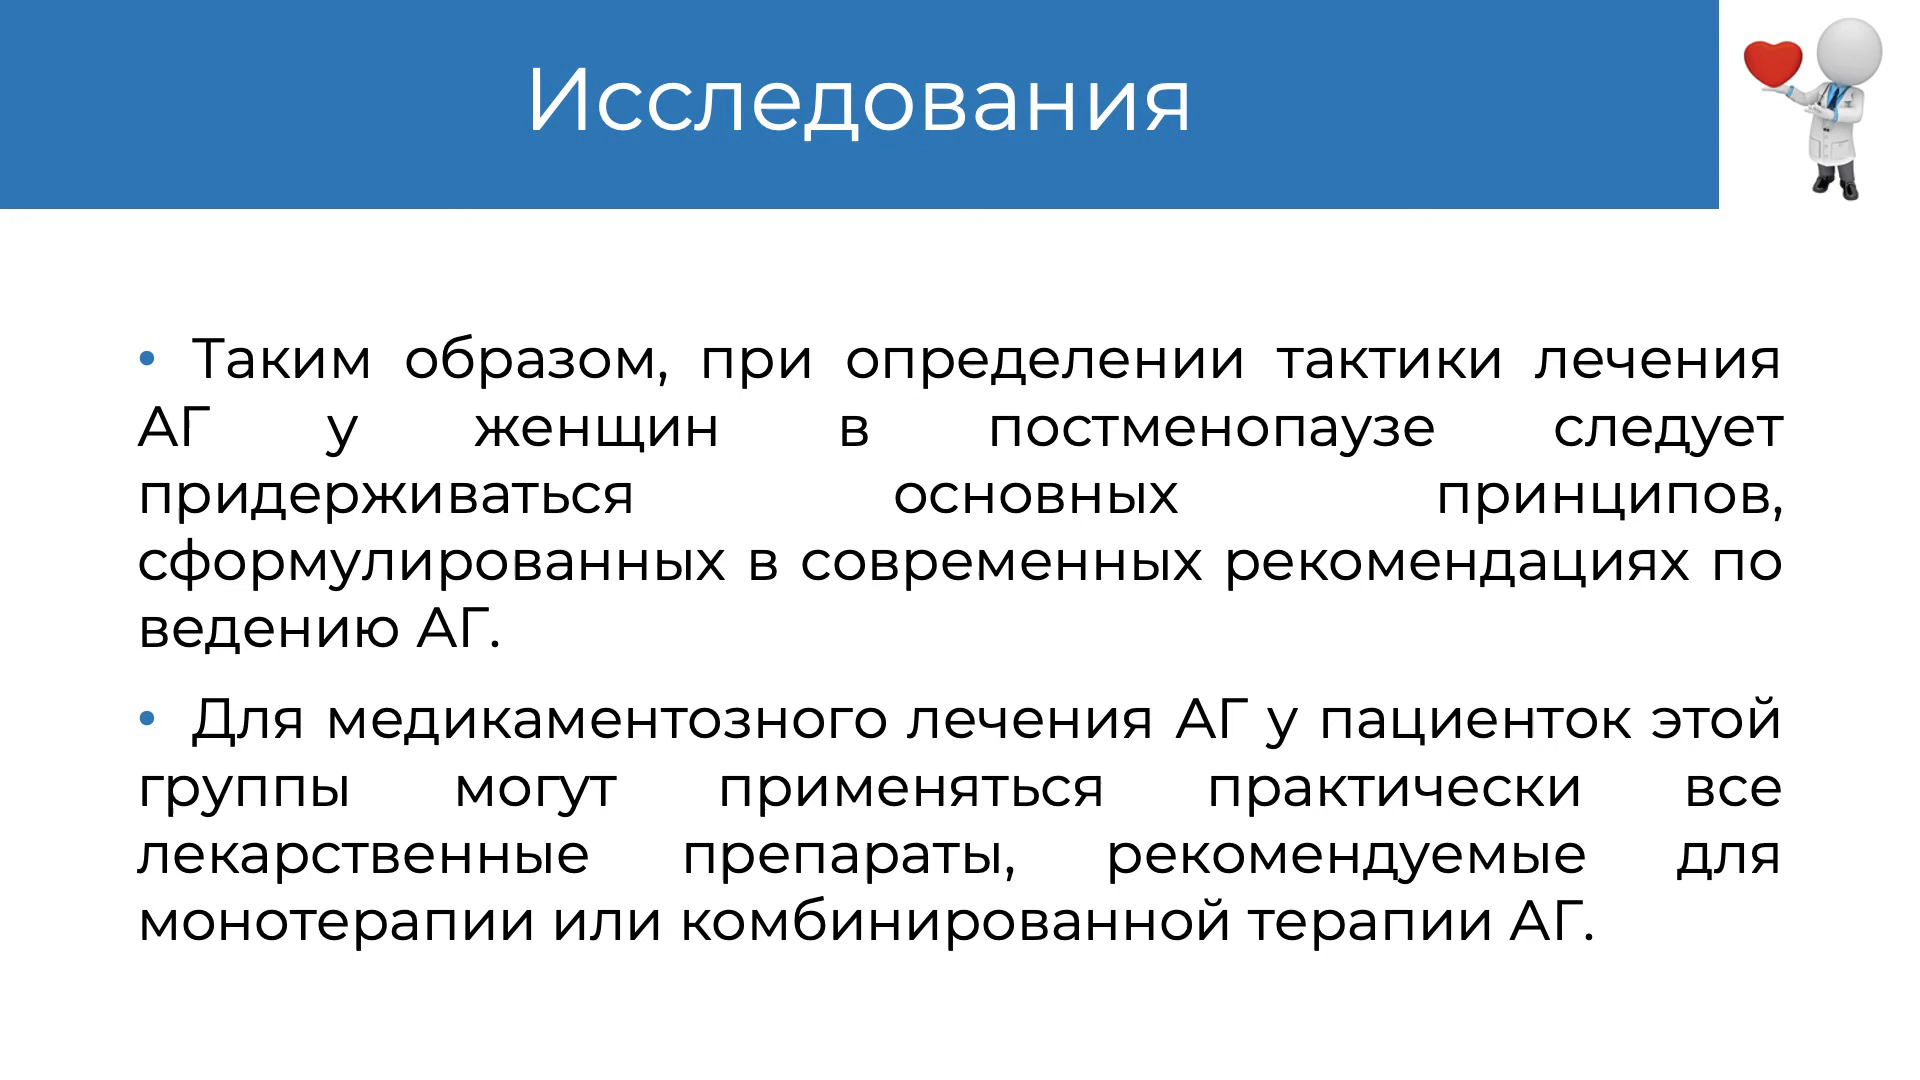 Исследования
• Таким образом, при определении тактики лечения
АГ у женщин в постменопаузе следует
придерживаться основных принципов,
сформулированных в современных рекомендациях по
ведению АГ.
• Для медикаментозного лечения АГ у пациенток этой
группы могут применяться практически все
лекарственные препараты, рекомендуемые для
монотерапии или комбинированной терапии АГ.